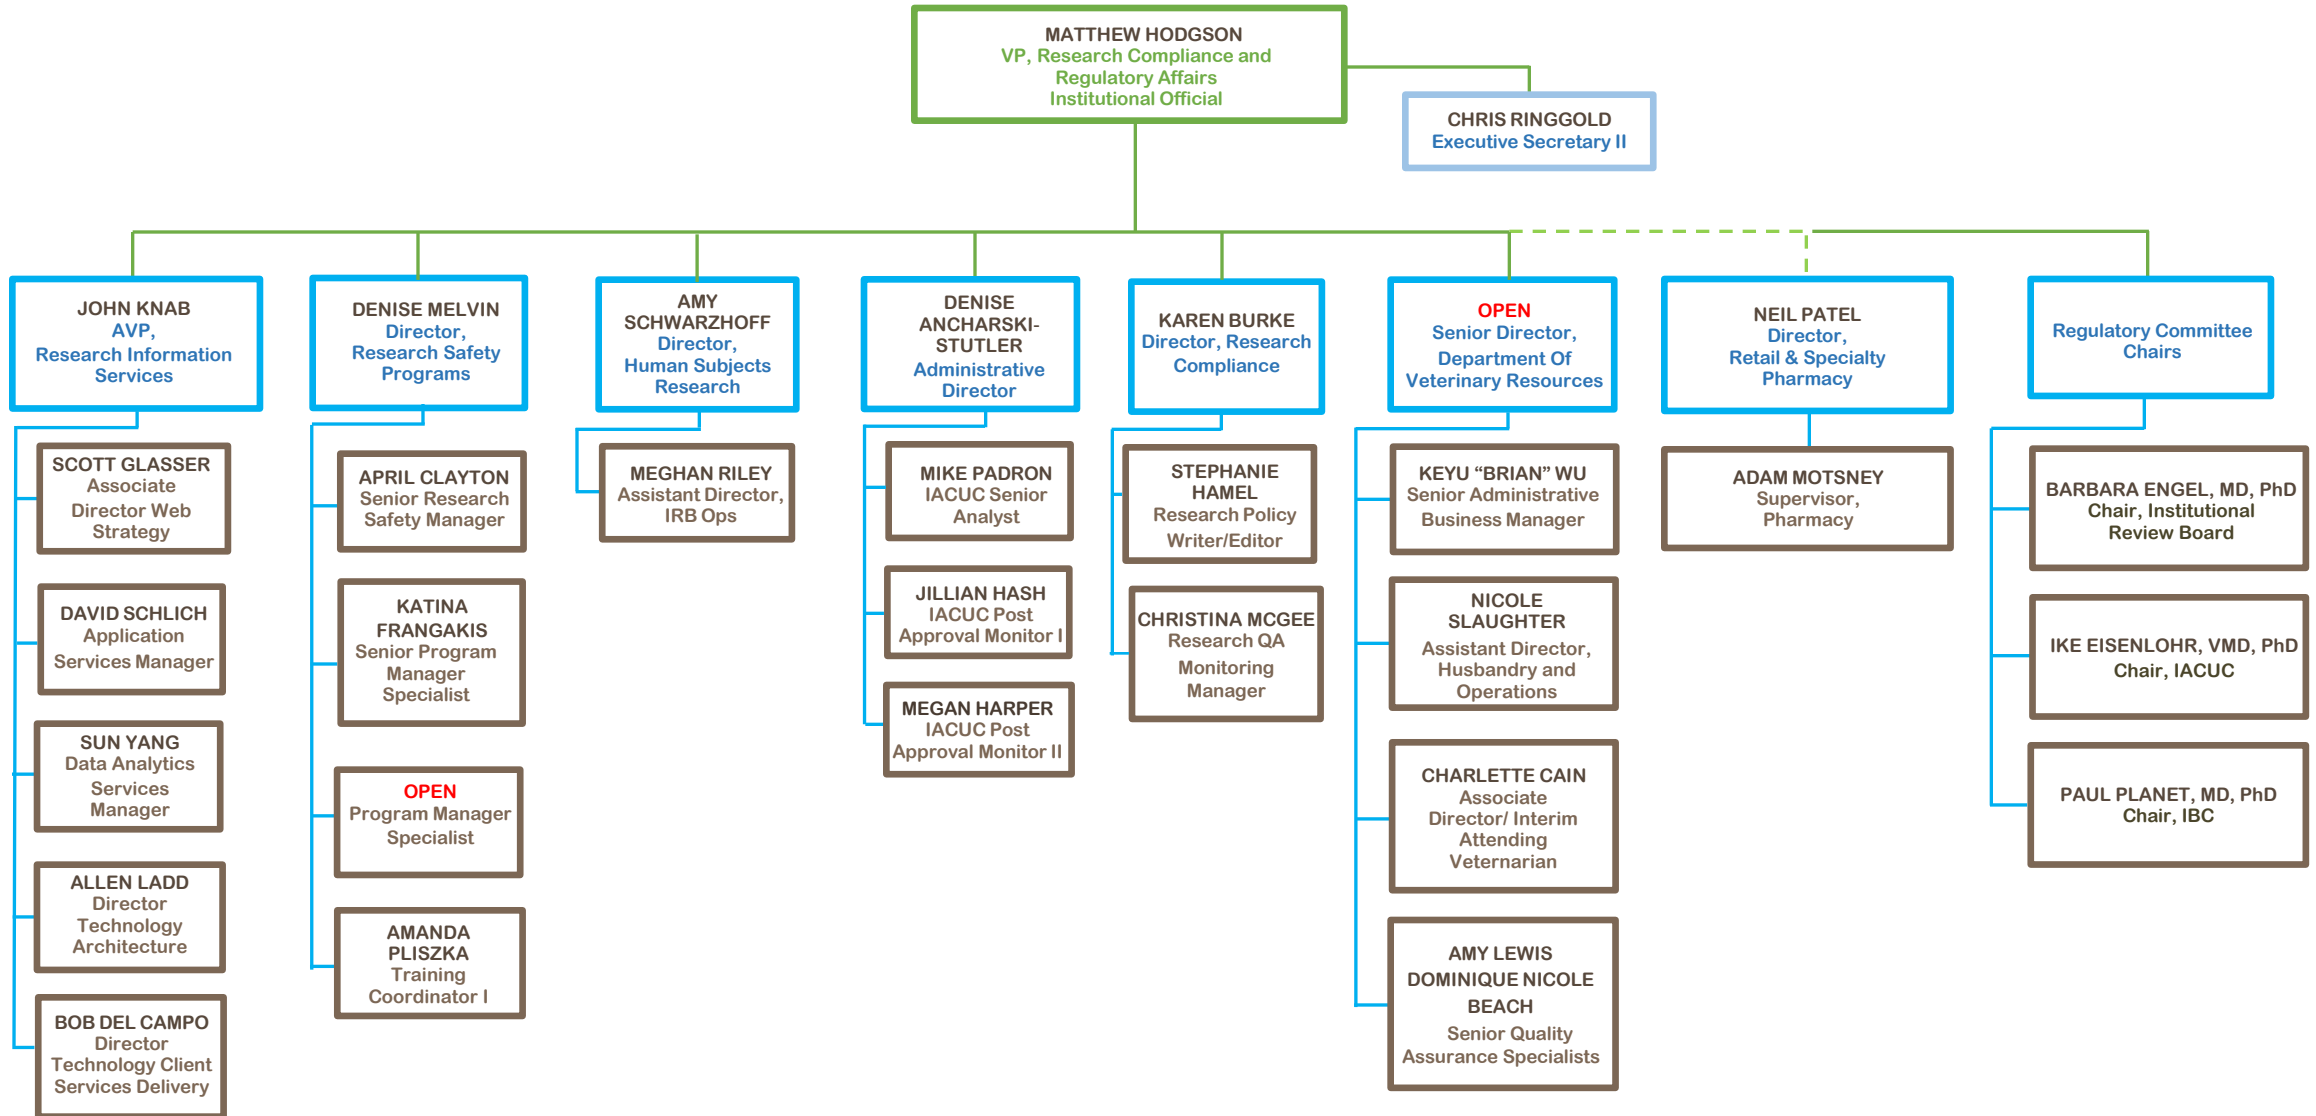 MATTHEW HODGSON
VP, Research Compliance and
Regulatory Affairs
Institutional Official
CHRIS RINGGOLD
Executive Secretary II
JOHN KNAB
AVP,
Research Information
Services
DENISE MELVIN
Director,
Research Safety
Programs
AMY
SCHWARZHOFF
Director,
Human Subjects
Research
DENISE
ANCHARSKI-
STUTLER
Administrative
Director
KAREN BURKE
Director, Research
Compliance
OPEN
Senior Director,
Department Of
Veterinary Resources
NEIL PATEL
Director,
Retail & Specialty
Pharmacy
Regulatory Committee
Chairs
SCOTT GLASSER
Associate
Director Web
Strategy
DAVID SCHLICH
Application
Services Manager
SUN YANG
Data Analytics
Services
Manager
ALLEN LADD
Director
Technology
Architecture
BOB DEL CAMPO
Director
Technology Client
Services Delivery
APRIL CLAYTON
Senior Research
Safety Manager
KATINA
FRANGAKIS
Senior Program
Manager
Specialist
OPEN
Program Manager
Specialist
AMANDA
PLISZKA
Training
Coordinator I
MEGHAN RILEY
Assistant Director,
IRB Ops
MIKE PADRON
IACUC Senior
Analyst
JILLIAN HASH
IACUC Post
Approval Monitor I
MEGAN HARPER
IACUC Post
Approval Monitor II
STEPHANIE
HAMEL
Research Policy
Writer/Editor
CHRISTINA MCGEE
Research QA
Monitoring
Manager
KEYU “BRIAN” WU
Senior Administrative
Business Manager
NICOLE
SLAUGHTER
Assistant Director,
Husbandry and
Operations
CHARLETTE CAIN
Associate
Director/ Interim
Attending
Veternarian
AMY LEWIS
DOMINIQUE NICOLE
BEACH
Senior Quality
Assurance Specialists
ADAM MOTSNEY
Supervisor,
Pharmacy
BARBARA ENGEL, MD, PhD
Chair, Institutional
Review Board
IKE EISENLOHR, VMD, PhD
Chair, IACUC
PAUL PLANET, MD, PhD
Chair, IBC